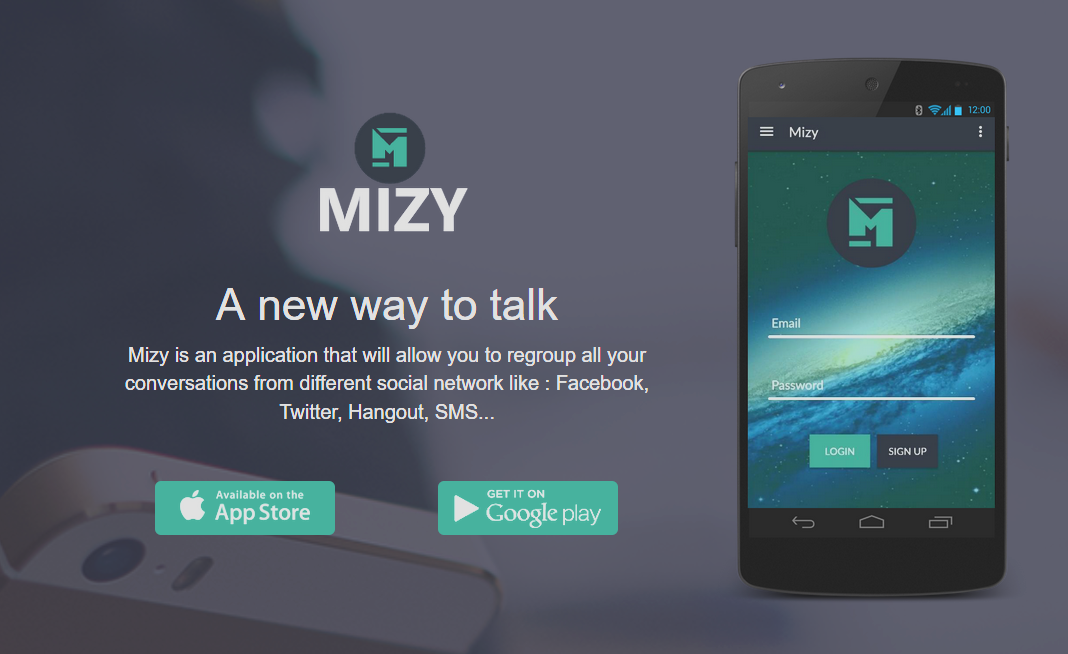 MIZY
A new way to talk
Mizy is an application that will allow you to regroup all your
conversations from different social network like : Facebook,
Twitter, Hangout, SMS...
Available on the
App Store
GET IT ON
Google play
12:00
Mizy
M
Email
Password
LOGIN
SIGN UP